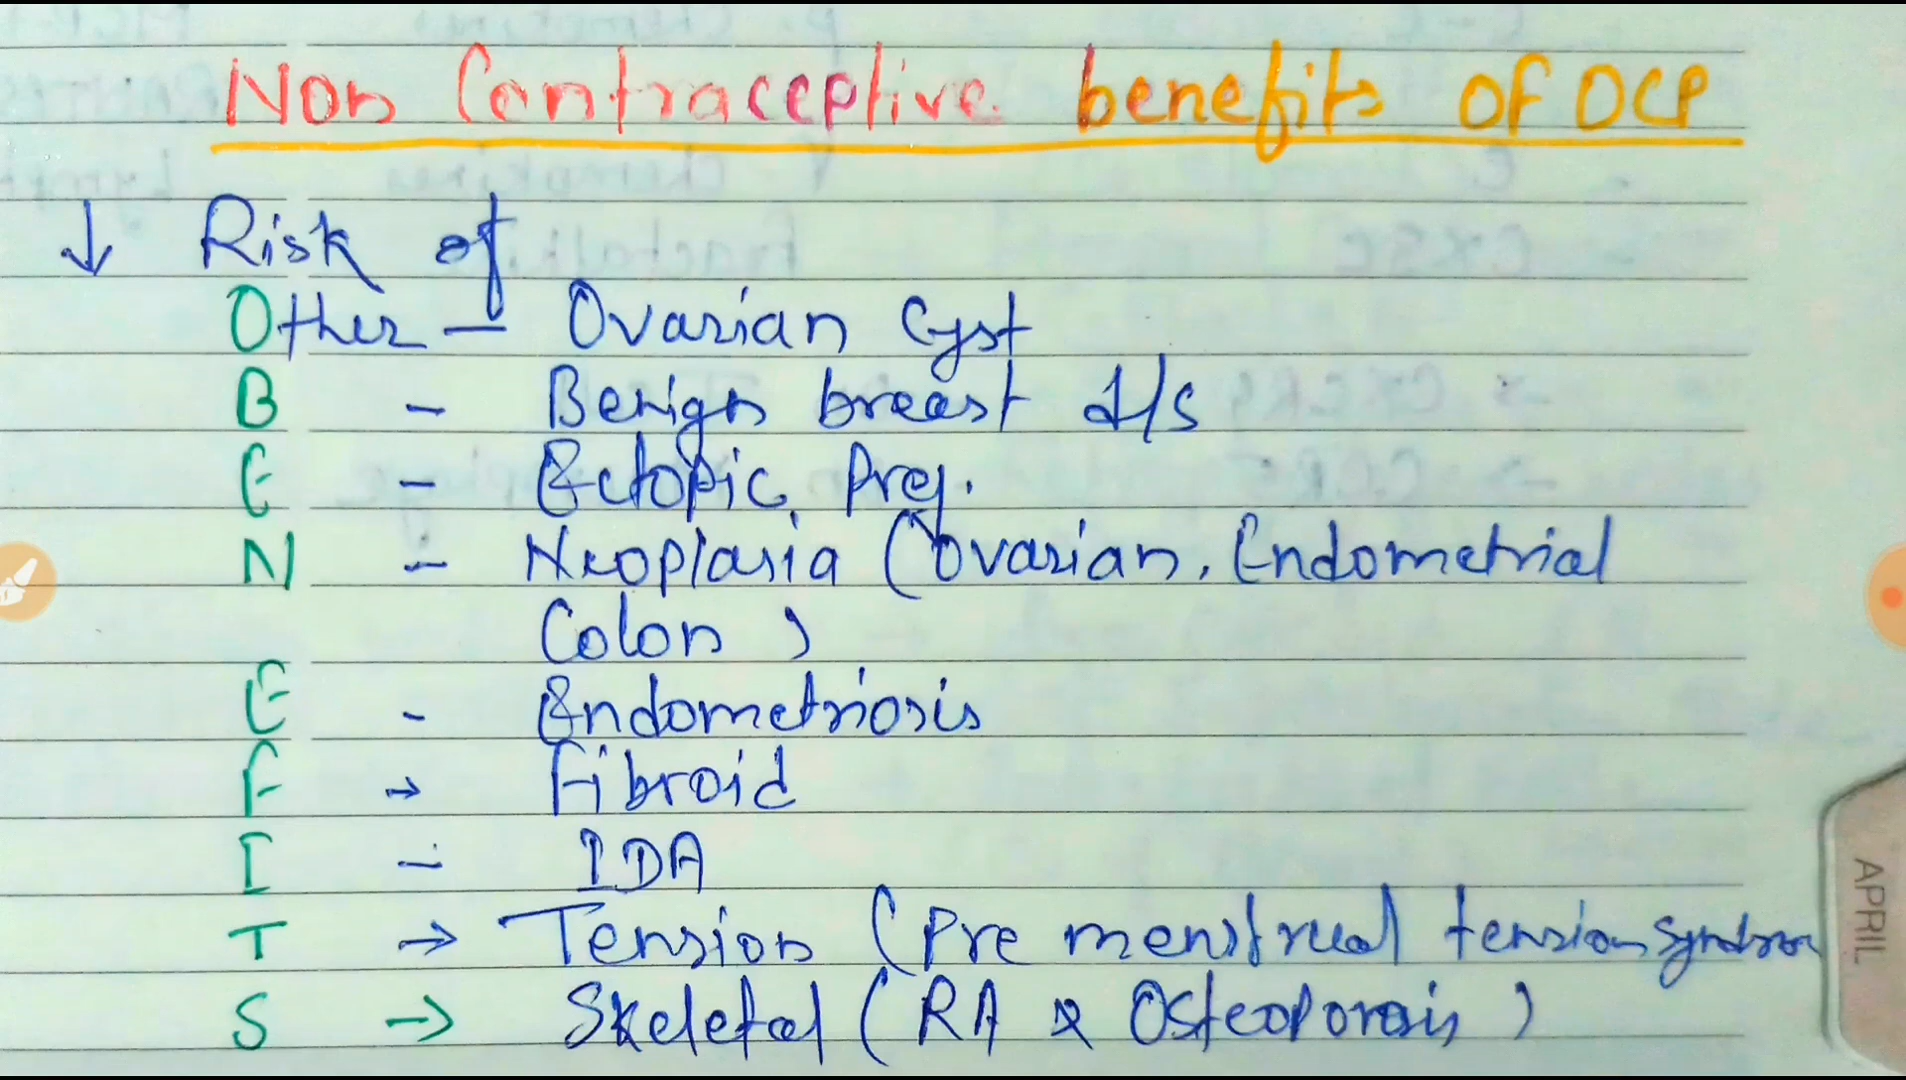 Non Contraceptive benefits of OCP
↓ Risk of
Other - Ovarian Cyst
B - Benign breast d/s
E - Ectopic Preg.
N - Neoplasia (Ovarian, Endometrial
Colon)
E - Endometriosis
F → Fibroid
I - IDA
T → Tension (Pre menstrual tension syndrom
S → Skeletal (RA & Osteoporosis)
APRIL